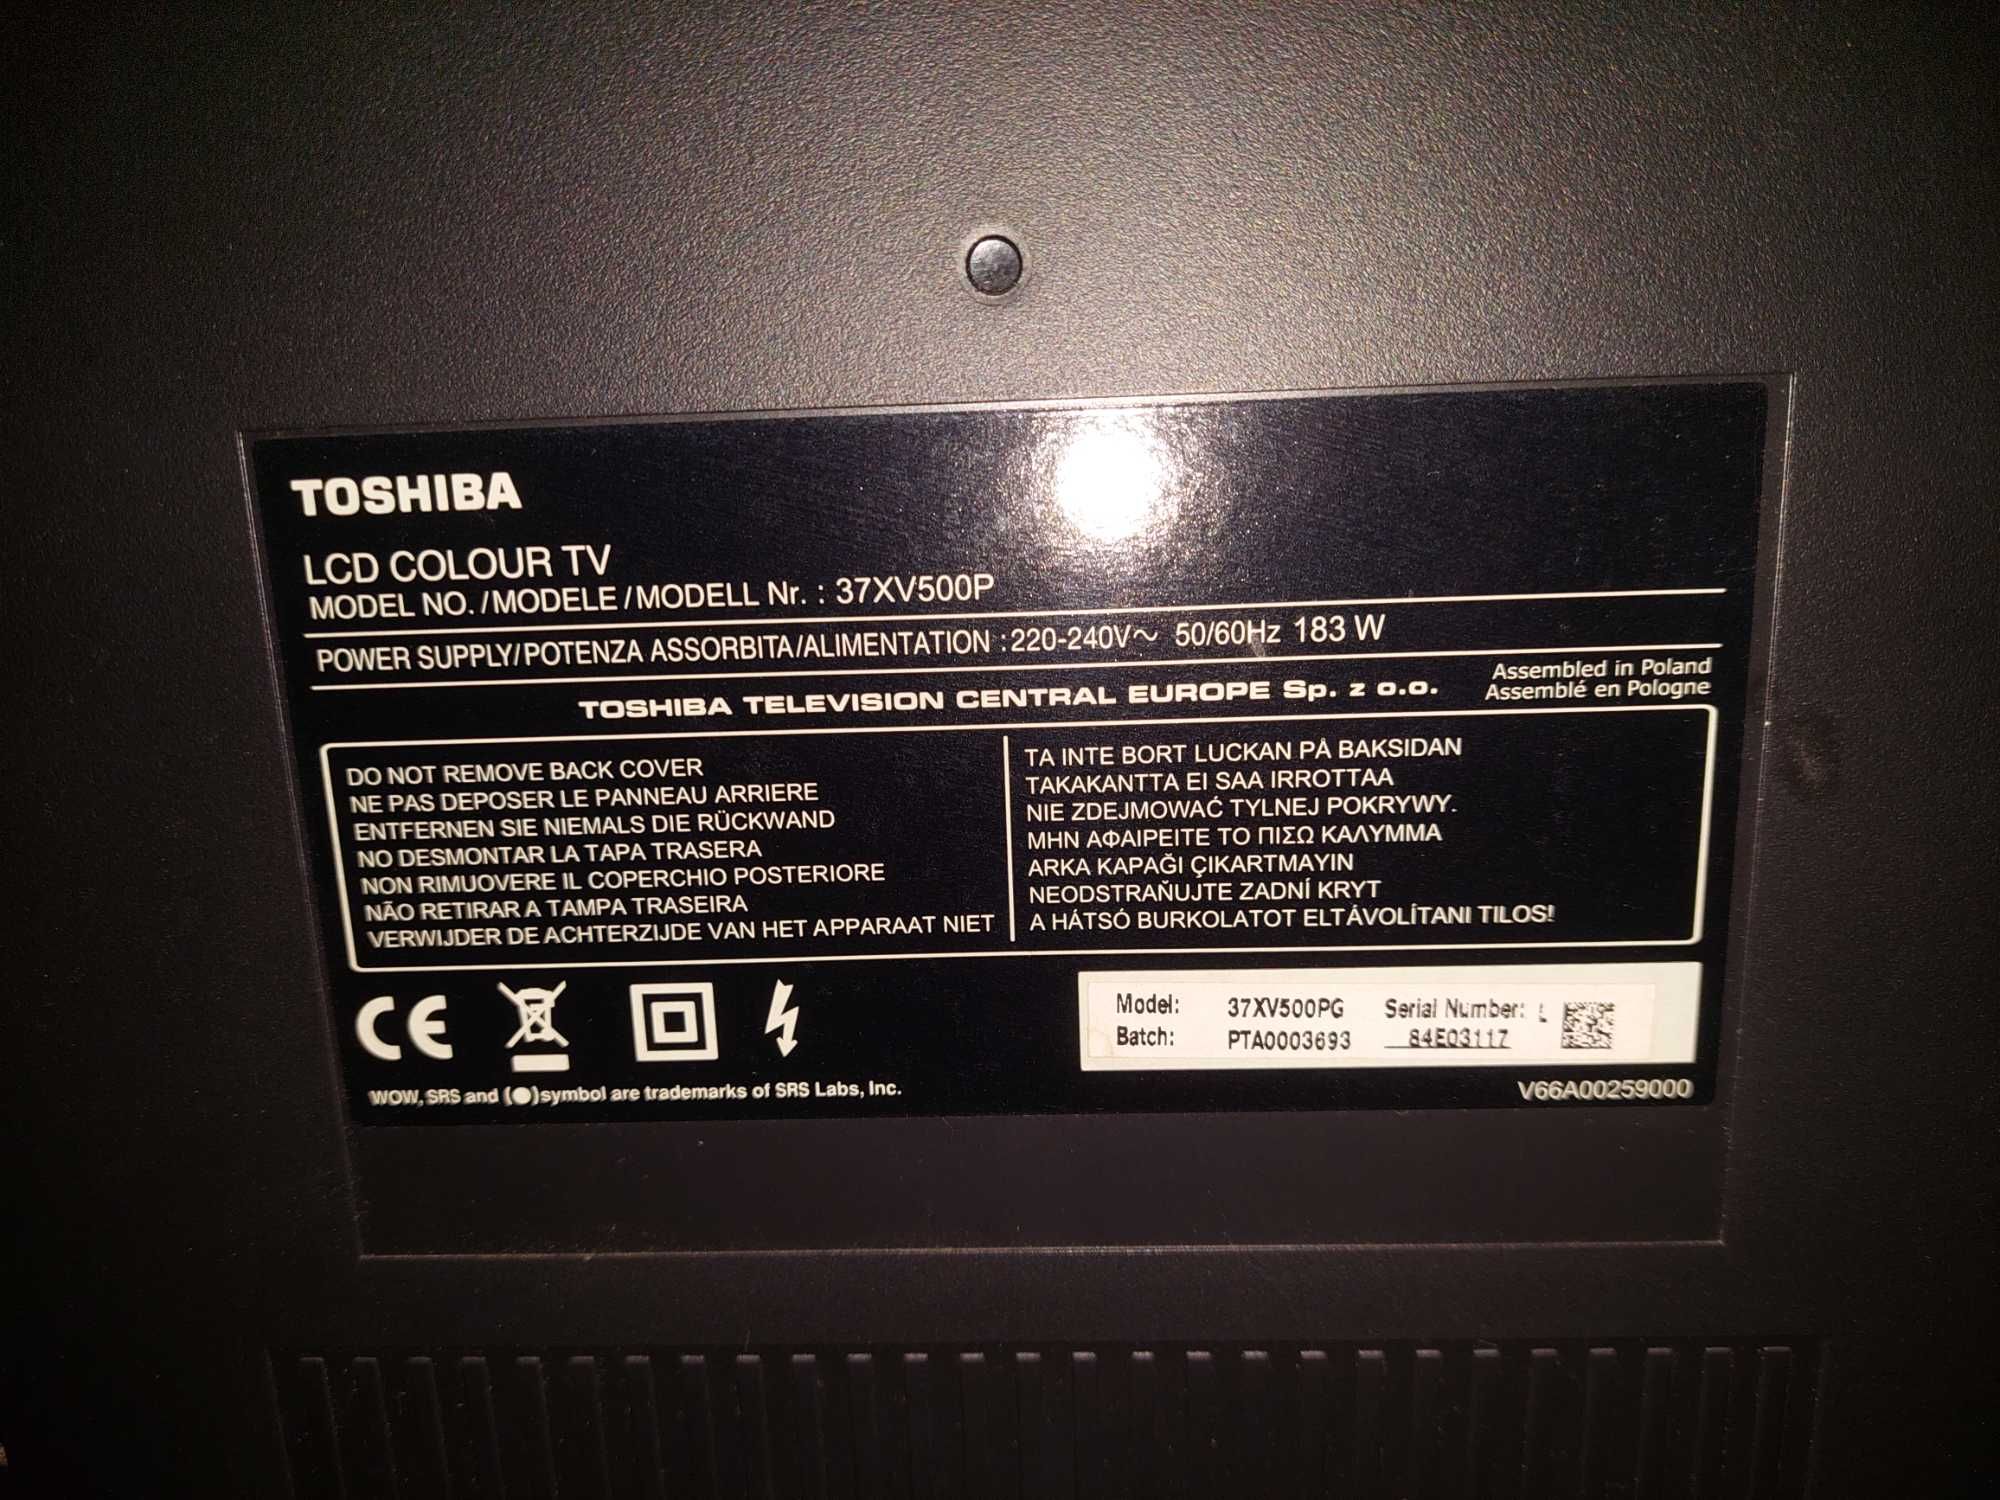 TOSHIBA
LCD COLOUR TV
MODEL NO./MODELE/MODELL Nr. : 37XV500P
POWER SUPPLY/POTENZA ASSORBITA/ALIMENTATION :220-240V～ 50/60Hz 183 W
TOSHIBA TELEVISION CENTRAL EUROPE Sp. z o.o.
Assembled in Poland
Assemblé en Pologne
DO NOT REMOVE BACK COVER
NE PAS DEPOSER LE PANNEAU ARRIERE
ENTFERNEN SIE NIEMALS DIE RÜCKWAND
NO DESMONTAR LA TAPA TRASERA
NON RIMUOVERE IL COPERCHIO POSTERIORE
NÃO RETIRAR A TAMPA TRASEIRA
VERWIJDER DE ACHTERZIJDE VAN HET APPARAAT NIET
TA INTE BORT LUCKAN PÅ BAKSIDAN
TAKAKANTTA EI SAA IRROTTAA
NIE ZDEJMOWAĆ TYLNEJ POKRYWY.
ΜΗΝ ΑΦΑΙΡΕΙΤΕ ΤΟ ΠΙΣΩ ΚΑΛΥΜΜΑ
ARKA KAPAĞI ÇIKARTMAYIN
NEODSTRAŇUJTE ZADNÍ KRYT
A HÁTSÓ BURKOLATOT ELTÁVOLÍTANI TILOS!
CE
Model: 37XV500PG Serial Number: L
Batch: PTA0003693 84E03117
WOW, SRS and (●) symbol are trademarks of SRS Labs, Inc.
V66A00259000